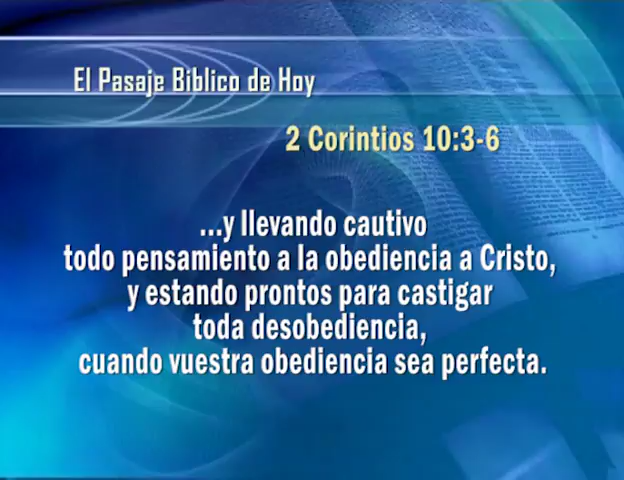 El Pasaje Biblico de Hoy
2 Corintios 10:3-6
...y llevando cautivo
todo pensamiento a la obediencia a Cristo,
y estando prontos para castigar
toda desobediencia,
cuando vuestra obediencia sea perfecta.